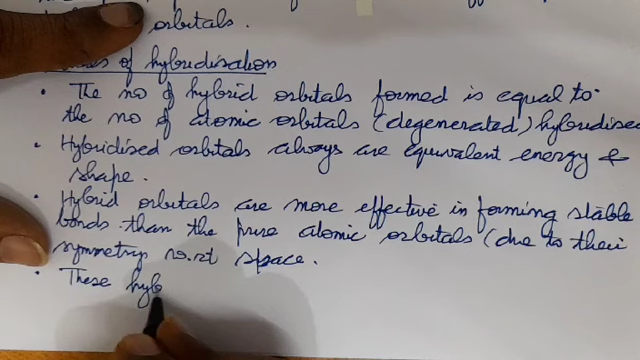 orbitals.
of hybridisation
• The no of hybrid orbitals formed is equal to
the no of atomic orbitals (degenerated) hybridised
• Hybridised orbitals always are equivalent energy &
shape.
• Hybrid orbitals are more effective in forming stable
bonds than the pure atomic orbitals (due to their
symmetry w.rt space.
• These hyb